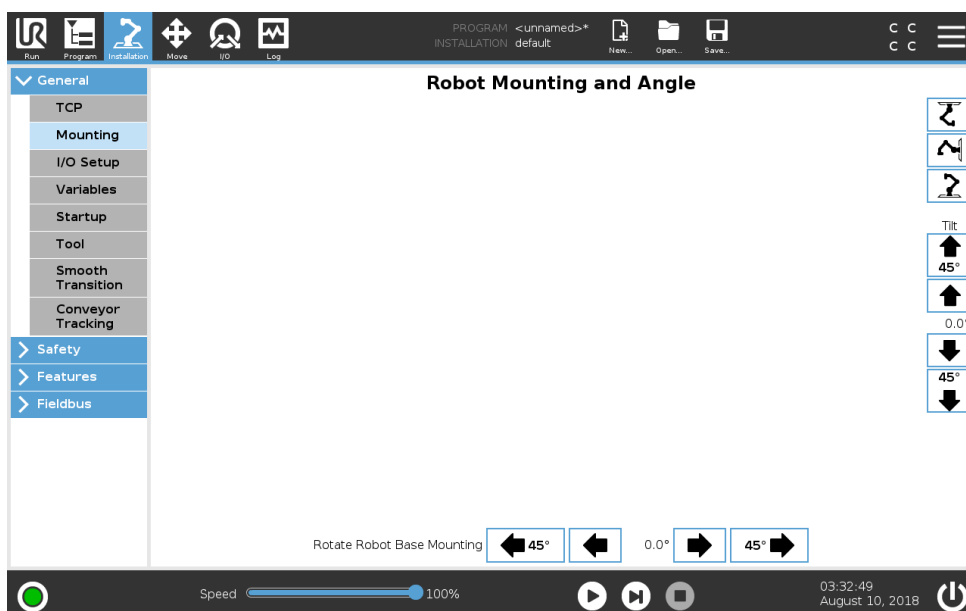 UR
PROGRAM <unnamed>*
INSTALLATION default
C C
C C
Run
Program
Installation
Move
I/O
Log
New...
Open...
Save...
General
TCP
Mounting
I/O Setup
Variables
Startup
Tool
Smooth
Transition
Conveyor
Tracking
Safety
Features
Fieldbus
Robot Mounting and Angle
Tilt
45°
0.0°
45°
Rotate Robot Base Mounting
45°
0.0°
45°
Speed
100%
03:32:49
August 10, 2018